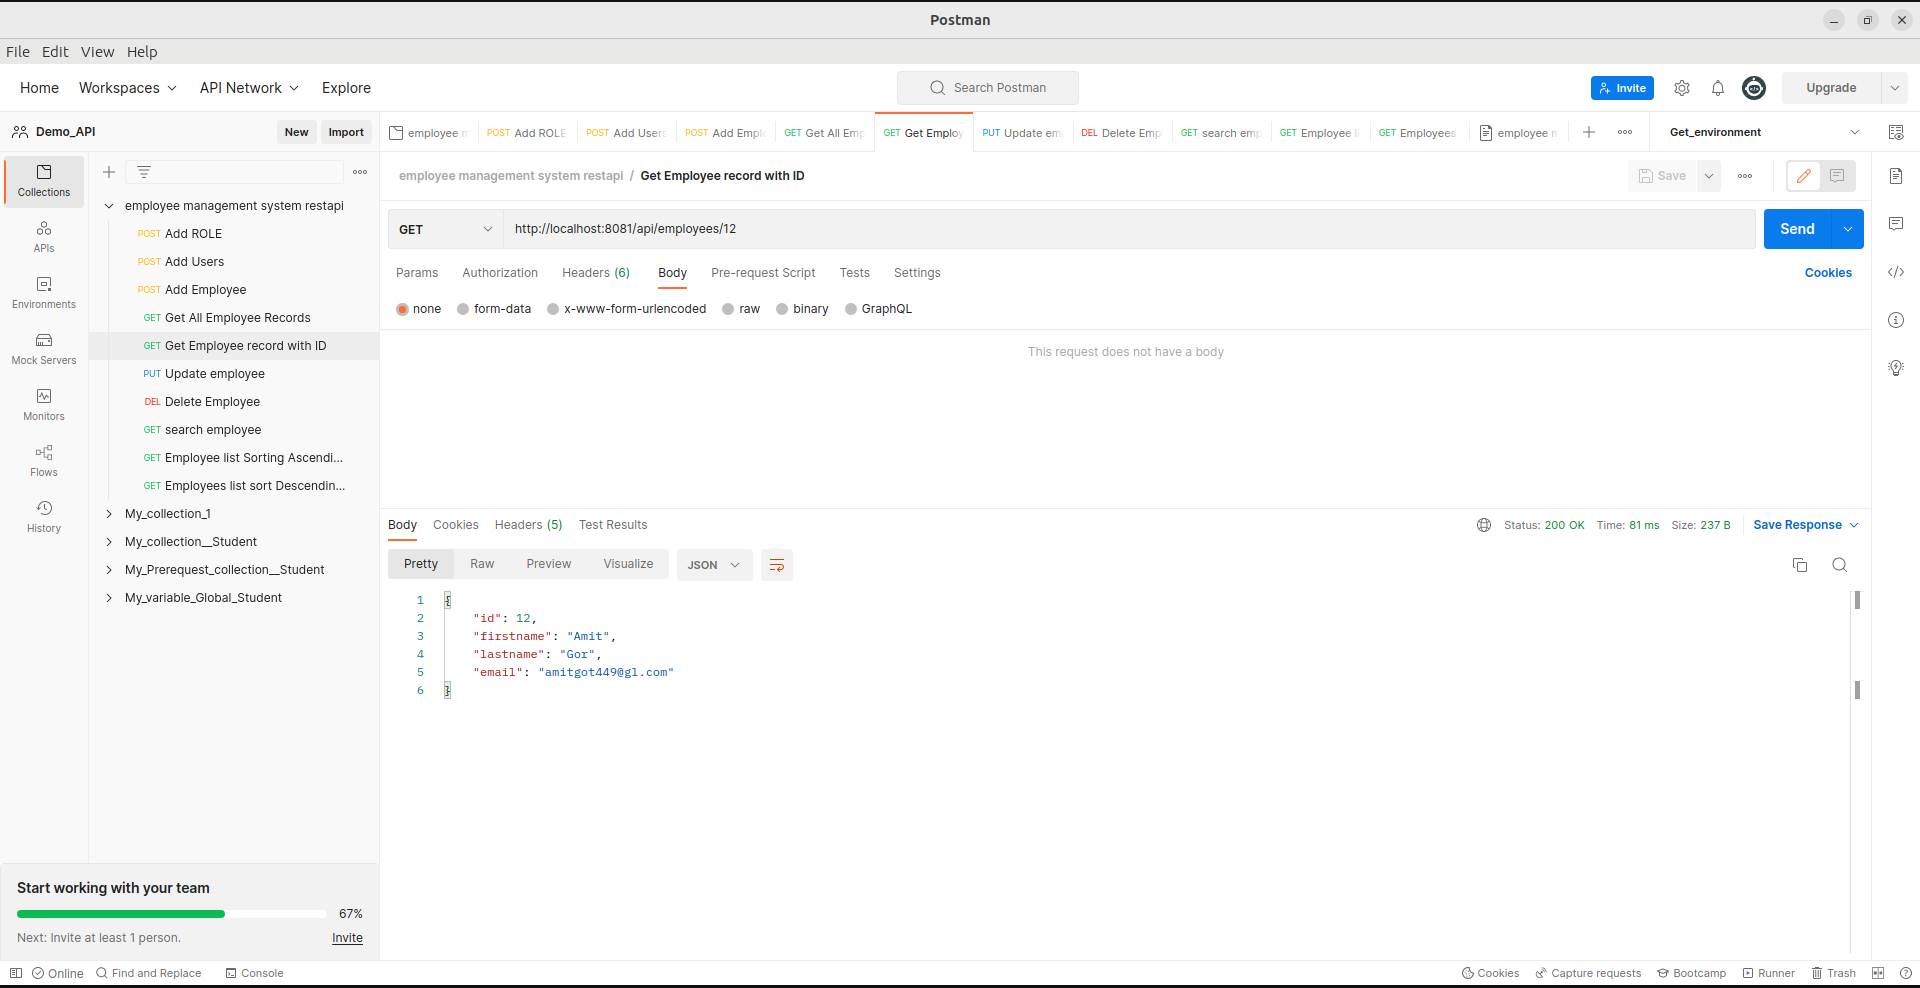 Postman
File Edit View Help
Home Workspaces API Network Explore
Search Postman
Invite
Upgrade
Demo_API
New Import
employee POST Add ROLE POST Add Users POST Add Empl GET Get All Emp GET Get Employ PUT Update em DEL Delete Emp GET search emp GET Employee GET Employees employee
Get_environment
Collections
APIs
Environments
Mock Servers
Monitors
Flows
History
employee management system restapi
POST Add ROLE
POST Add Users
POST Add Employee
GET Get All Employee Records
GET Get Employee record with ID
PUT Update employee
DEL Delete Employee
GET search employee
GET Employee list Sorting Ascendi...
GET Employees list sort Descendin...
My_collection_1
My_collection__Student
My_Prerequest_collection__Student
My_variable_Global_Student
Start working with your team
67%
Next: Invite at least 1 person. Invite
employee management system restapi / Get Employee record with ID
Save
GET http://localhost:8081/api/employees/12
Send
Params Authorization Headers (6) Body Pre-request Script Tests Settings
Cookies
none form-data x-www-form-urlencoded raw binary GraphQL
This request does not have a body
Body Cookies Headers (5) Test Results
Status: 200 OK Time: 81 ms Size: 237 B Save Response
Pretty Raw Preview Visualize JSON
1 {
2 "id": 12,
3 "firstname": "Amit",
4 "lastname": "Gor",
5 "email": "amitgot449@gl.com"
6 }
Online Find and Replace Console
Cookies Capture requests Bootcamp Runner Trash